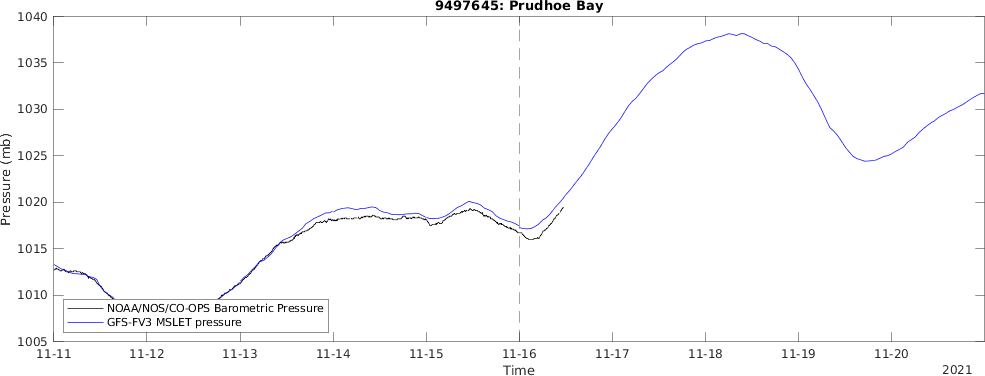 9497645: Prudhoe Bay
1040
1035
1030
1025
1020
1015
1010
1005
Pressure (mb)
NOAA/NOS/CO-OPS Barometric Pressure
GFS-FV3 MSLET pressure
11-11 11-12 11-13 11-14 11-15 11-16 11-17 11-18 11-19 11-20
Time
2021